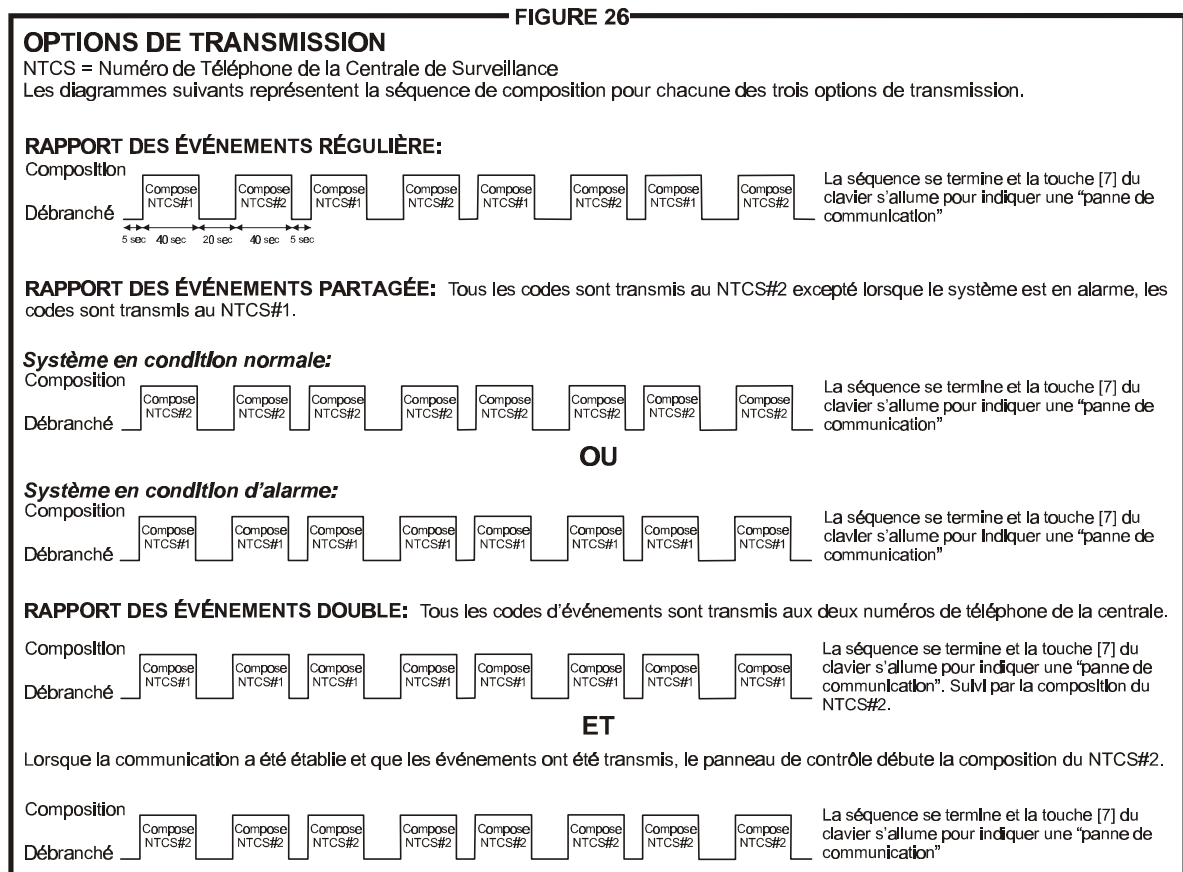 FIGURE 26
OPTIONS DE TRANSMISSION
NTCS = Numéro de Téléphone de la Centrale de Surveillance
Les diagrammes suivants représentent la séquence de composition pour chacune des trois options de transmission.
RAPPORT DES ÉVÉNEMENTS RÉGULIÈRE:
Composition
Compose NTCS#1 Compose NTCS#2 Compose NTCS#1 Compose NTCS#2 Compose NTCS#1 Compose NTCS#2 Compose NTCS#1 Compose NTCS#2
Débranché
5 sec 40 sec 20 sec 40 sec 5 sec
La séquence se termine et la touche [7] du
clavier s'allume pour indiquer une "panne de
communication"
RAPPORT DES ÉVÉNEMENTS PARTAGÉE: Tous les codes sont transmis au NTCS#2 excepté lorsque le système est en alarme, les
codes sont transmis au NTCS#1.
Système en condition normale:
Composition
Compose NTCS#2 Compose NTCS#2 Compose NTCS#2 Compose NTCS#2 Compose NTCS#2 Compose NTCS#2 Compose NTCS#2 Compose NTCS#2
Débranché
La séquence se termine et la touche [7] du
clavier s'allume pour indiquer une "panne de
communication"
OU
Système en condition d'alarme:
Composition
Compose NTCS#1 Compose NTCS#1 Compose NTCS#1 Compose NTCS#1 Compose NTCS#1 Compose NTCS#1 Compose NTCS#1 Compose NTCS#1
Débranché
La séquence se termine et la touche [7] du
clavier s'allume pour indiquer une "panne de
communication"
RAPPORT DES ÉVÉNEMENTS DOUBLE: Tous les codes d'événements sont transmis aux deux numéros de téléphone de la centrale.
Composition
Compose NTCS#1 Compose NTCS#1 Compose NTCS#1 Compose NTCS#1 Compose NTCS#1 Compose NTCS#1 Compose NTCS#1 Compose NTCS#1
Débranché
La séquence se termine et la touche [7] du
clavier s'allume pour indiquer une "panne de
communication". Suivi par la composition du
NTCS#2.
ET
Lorsque la communication a été établie et que les événements ont été transmis, le panneau de contrôle débute la composition du NTCS#2.
Composition
Compose NTCS#2 Compose NTCS#2 Compose NTCS#2 Compose NTCS#2 Compose NTCS#2 Compose NTCS#2 Compose NTCS#2 Compose NTCS#2
Débranché
La séquence se termine et la touche [7] du
clavier s'allume pour indiquer une "panne de
communication"